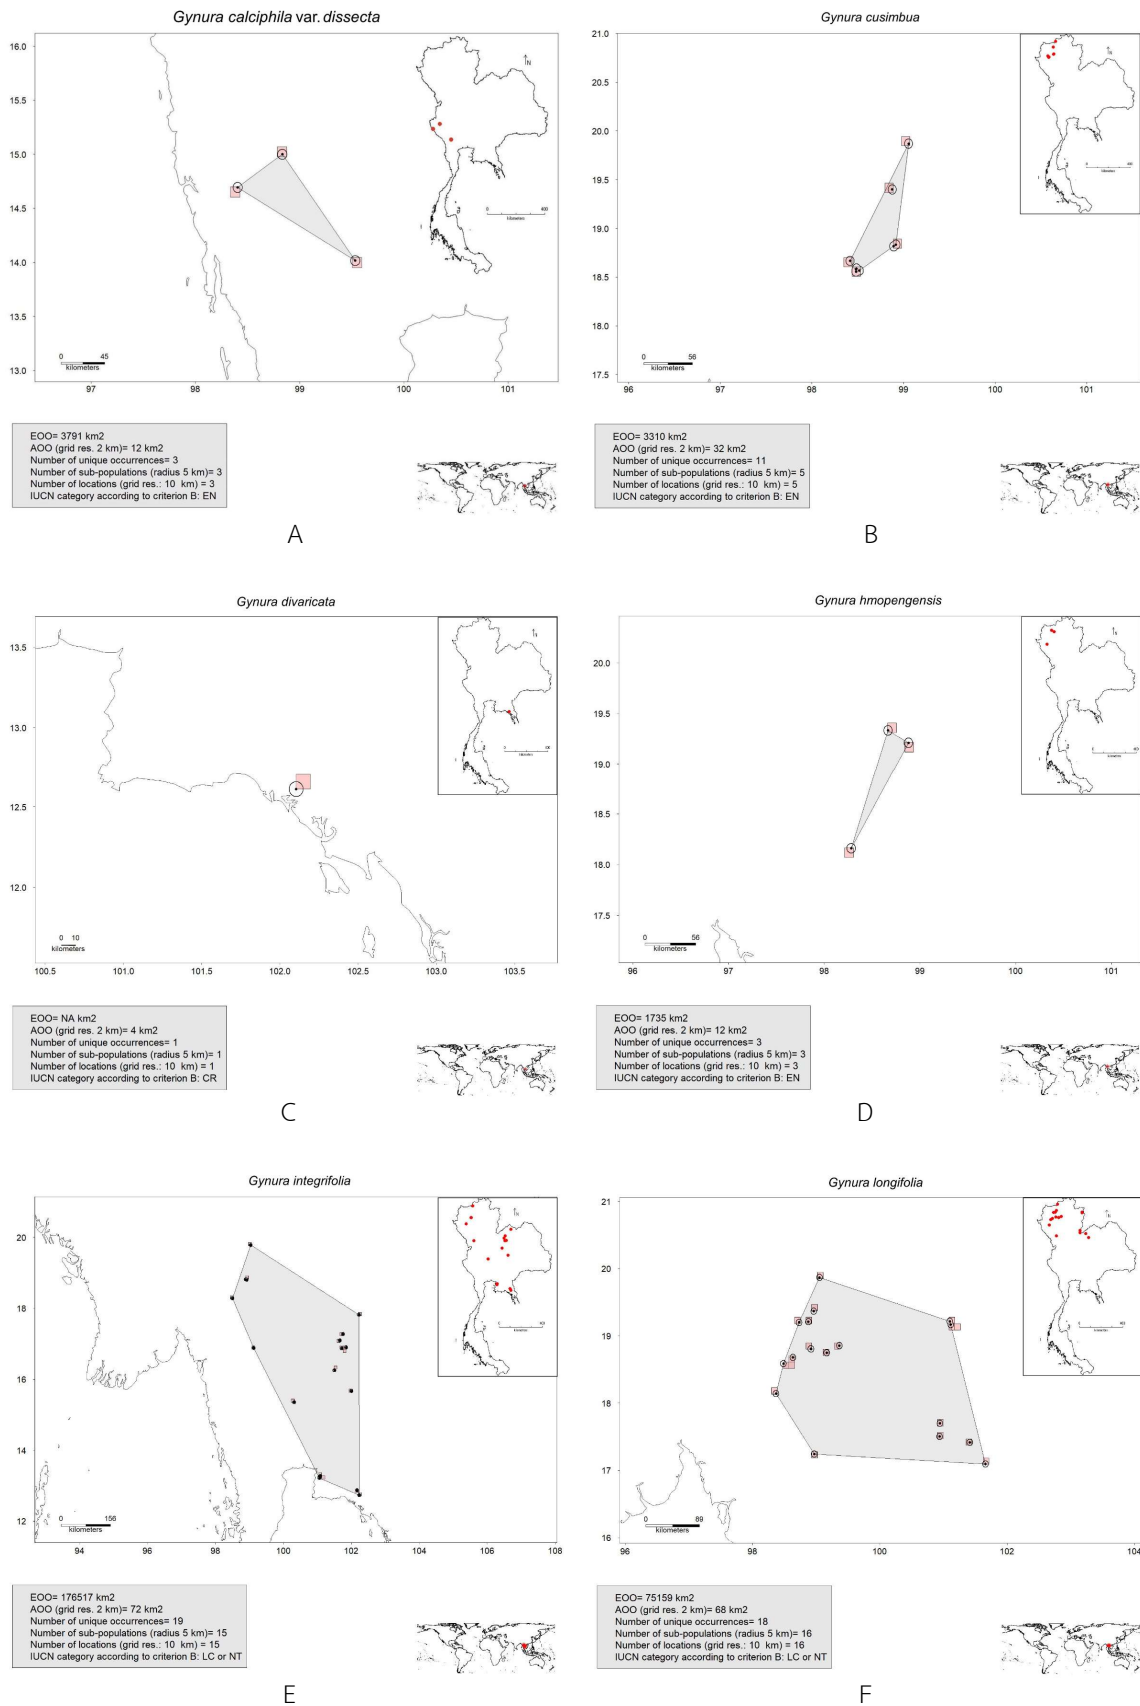 Gynura calciphila var. dissecta
16.0
15.5
15.0
14.5
14.0
13.5
13.0
97 98 99 100 101
0 45
kilometers
N
0 400
kilometers
EOO= 3791 km2
AOO (grid res. 2 km)= 12 km2
Number of unique occurrences= 3
Number of sub-populations (radius 5 km)= 3
Number of locations (grid res.: 10 km) = 3
IUCN category according to criterion B: EN
A
Gynura cusimbua
21.0
20.5
20.0
19.5
19.0
18.5
18.0
17.5
96 97 98 99 100 101
0 56
kilometers
N
EOO= 3310 km2
AOO (grid res. 2 km)= 32 km2
Number of unique occurrences= 11
Number of sub-populations (radius 5 km)= 5
Number of locations (grid res.: 10 km) = 5
IUCN category according to criterion B: EN
B
Gynura divaricata
13.5
13.0
12.5
12.0
100.5 101.0 101.5 102.0 102.5 103.0 103.5
0 10
kilometers
N
EOO= NA km2
AOO (grid res. 2 km)= 4 km2
Number of unique occurrences= 1
Number of sub-populations (radius 5 km)= 1
Number of locations (grid res.: 10 km) = 1
IUCN category according to criterion B: CR
C
Gynura hmopengensis
20.0
19.5
19.0
18.5
18.0
17.5
96 97 98 99 100 101
0 56
kilometers
N
EOO= 1735 km2
AOO (grid res. 2 km)= 12 km2
Number of unique occurrences= 3
Number of sub-populations (radius 5 km)= 3
Number of locations (grid res.: 10 km) = 3
IUCN category according to criterion B: EN
D
Gynura integrifolia
20
18
16
14
12
94 96 98 100 102 104 106 108
0 156
kilometers
N
EOO= 176517 km2
AOO (grid res. 2 km)= 72 km2
Number of unique occurrences= 19
Number of sub-populations (radius 5 km)= 15
Number of locations (grid res.: 10 km) = 15
IUCN category according to criterion B: LC or NT
E
Gynura longifolia
21
20
19
18
17
16
96 98 100 102 104
0 89
kilometers
N
EOO= 75159 km2
AOO (grid res. 2 km)= 68 km2
Number of unique occurrences= 18
Number of sub-populations (radius 5 km)= 16
Number of locations (grid res.: 10 km) = 16
IUCN category according to criterion B: LC or NT
F